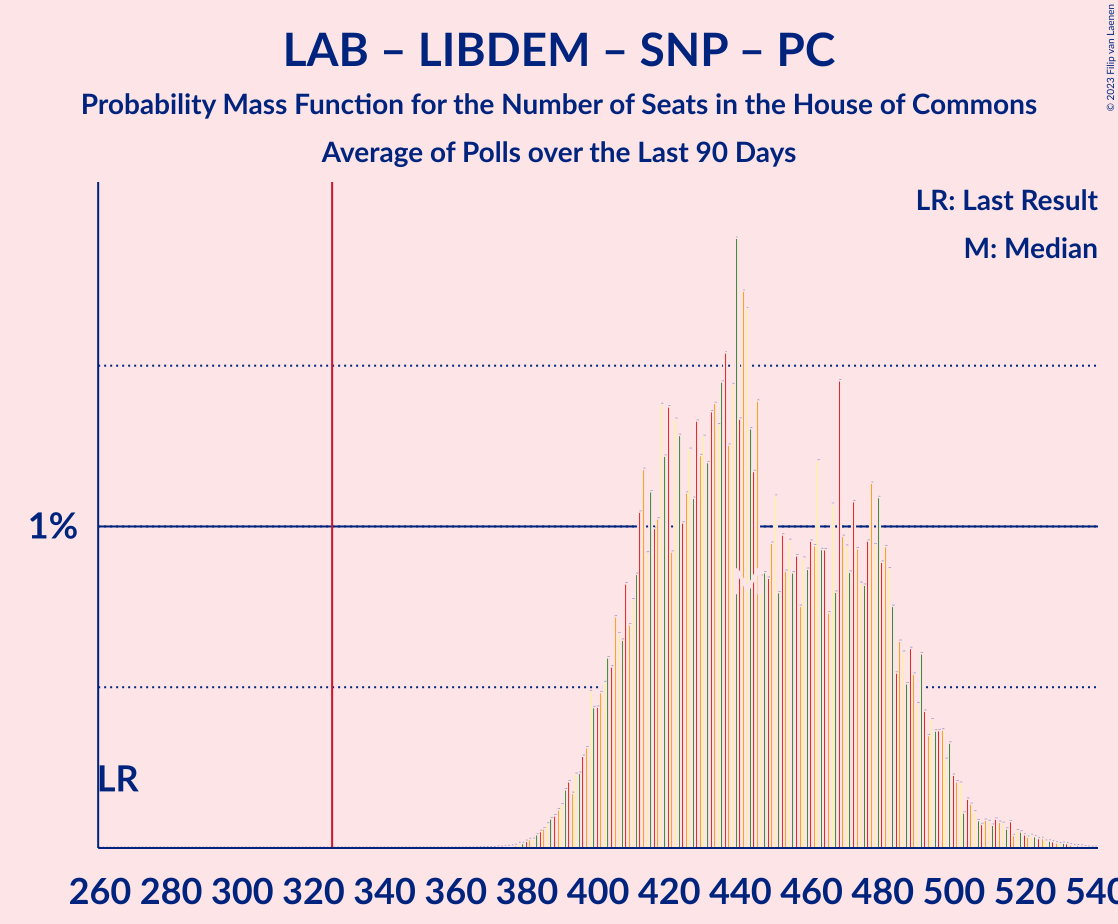 LAB – LIBDEM – SNP – PC
Probability Mass Function for the Number of Seats in the House of Commons
Average of Polls over the Last 90 Days
© 2023 Filip van Laenen
LR: Last Result
M: Median
1%
LR
M
260 280 300 320 340 360 380 400 420 440 460 480 500 520 540